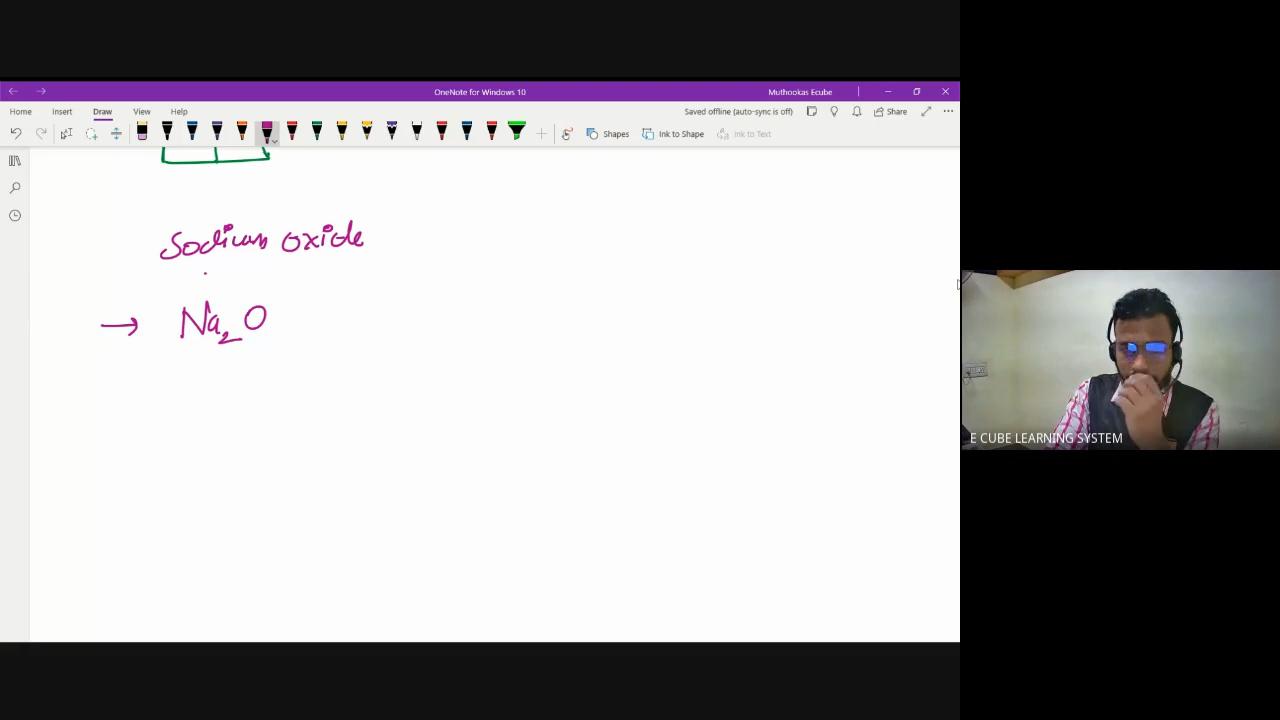 OneNote for Windows 10
Muthookas Ecube
Home Insert Draw View Help
Saved offline (auto-sync is off)
Share
Shapes
Ink to Shape
Ink to Text
Sodium oxide
→ Na₂O
E CUBE LEARNING SYSTEM